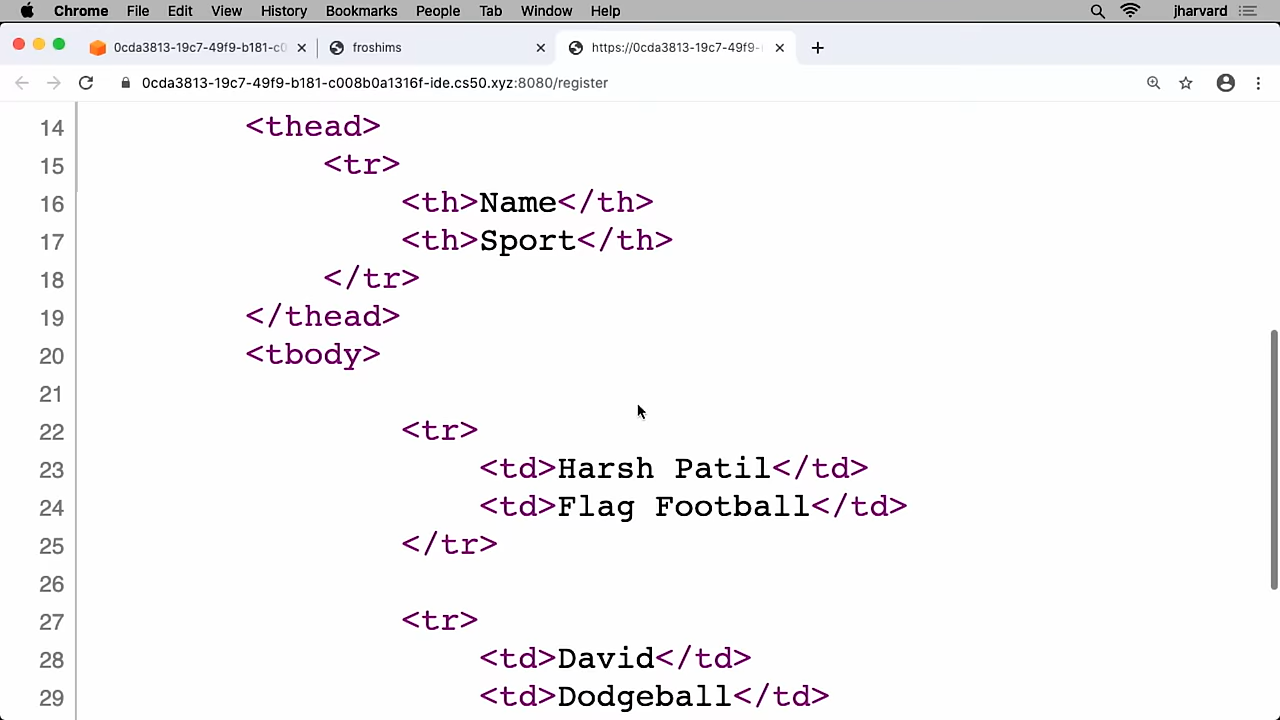 Chrome File Edit View History Bookmarks People Tab Window Help jharvard
0cda3813-19c7-49f9-b181-c0 froshims https://0cda3813-19c7-49f9-
0cda3813-19c7-49f9-b181-c008b0a1316f-ide.cs50.xyz:8080/register
14 <thead>
15 <tr>
16 <th>Name</th>
17 <th>Sport</th>
18 </tr>
19 </thead>
20 <tbody>
21
22 <tr>
23 <td>Harsh Patil</td>
24 <td>Flag Football</td>
25 </tr>
26
27 <tr>
28 <td>David</td>
29 <td>Dodgeball</td>